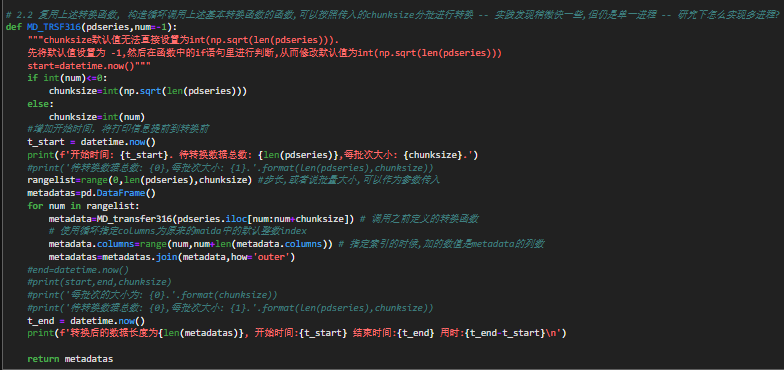 # 2.2 复用上述转换函数, 构造循环调用上述基本转换函数的函数,可以按照传入的chunksize分批进行转换 -- 实践发现稍微快一些,但仍是单一进程 -- 研究下怎么实现多进程?
def MD_TRSF316(pdseries,num=-1):
    """chunksize默认值无法直接设置为int(np.sqrt(len(pdseries))).
    先将默认值设置为 -1,然后在函数中的if语句里进行判断,从而修改默认值为int(np.sqrt(len(pdseries)))
    start=datetime.now()"""
    if int(num)<=0:
        chunksize=int(np.sqrt(len(pdseries)))
    else:
        chunksize=int(num)
    #增加开始时间, 将打印信息提前到转换前
    t_start = datetime.now()
    print(f'开始时间: {t_start}. 待转换数据总数: {len(pdseries)},每批次大小: {chunksize}.')
    #print('待转换数据总数: {0},每批次大小: {1}.'.format(len(pdseries),chunksize))
    rangelist=range(0,len(pdseries),chunksize) #步长,或者说批量大小,可以作为参数传入
    metadatas=pd.DataFrame()
    for num in rangelist:
        metadata=MD_transfer316(pdseries.iloc[num:num+chunksize]) # 调用之前定义的转换函数
        # 使用循环指定columns为原来的maida中的默认整数index
        metadata.columns=range(num,num+len(metadata.columns)) # 指定索引的时候,加的数值是metadata的列数
        metadatas=metadatas.join(metadata,how='outer')
    #end=datetime.now()
    #print(start,end,chunksize)
    #print('每批次的大小为: {0}.'.format(chunksize))
    #print('待转换数据总数: {0},每批次大小: {1}.'.format(len(pdseries),chunksize))
    t_end = datetime.now()
    print(f'转换后的数据长度为{len(metadatas)}, 开始时间:{t_start} 结束时间:{t_end} 用时:{t_end-t_start}\n')
    return metadatas